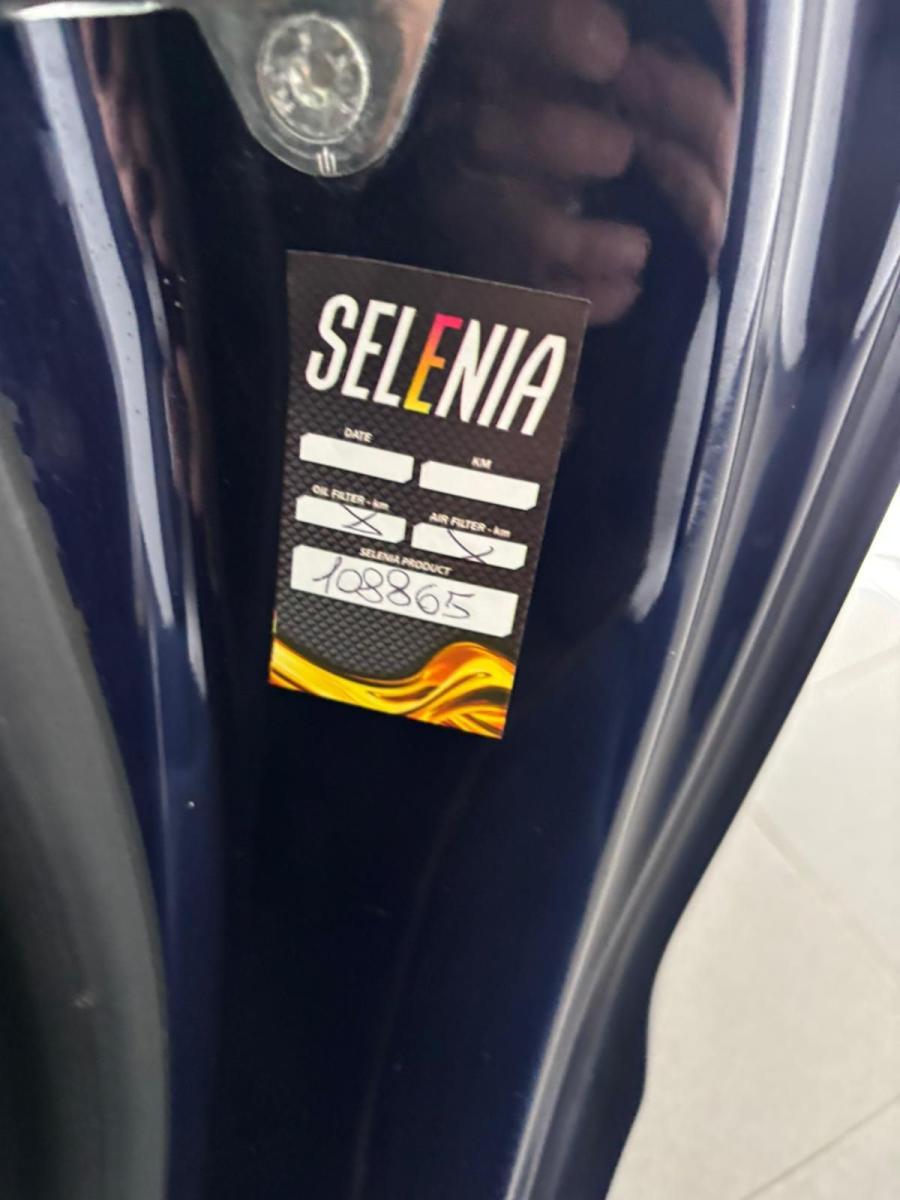 SELENIA
DATE KM
OIL FILTER - km AIR FILTER - km
X X
SELENIA PRODUCT
108865